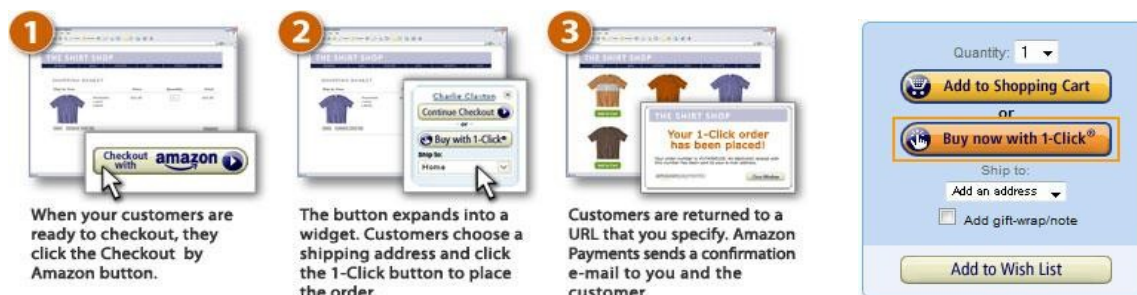 1
THE SHIRT SHOP
SHOPPING BASKET
Checkout with amazon
When your customers are
ready to checkout, they
click the Checkout by
Amazon button.
2
THE SHIRT SHOP
SHOPPING BASKET
Charlie Claxton
Continue Checkout
or
Buy with 1-Click®
Ship to:
Home
The button expands into a
widget. Customers choose a
shipping address and click
the 1-Click button to place
the order
3
THE SHIRT SHOP
THE SHIRT SHOP
Your 1-Click order
has been placed!
Customers are returned to a
URL that you specify. Amazon
Payments sends a confirmation
e-mail to you and the
customer
Quantity: 1
Add to Shopping Cart
or
Buy now with 1-Click®
Ship to:
Add an address
Add gift-wrap/note
Add to Wish List